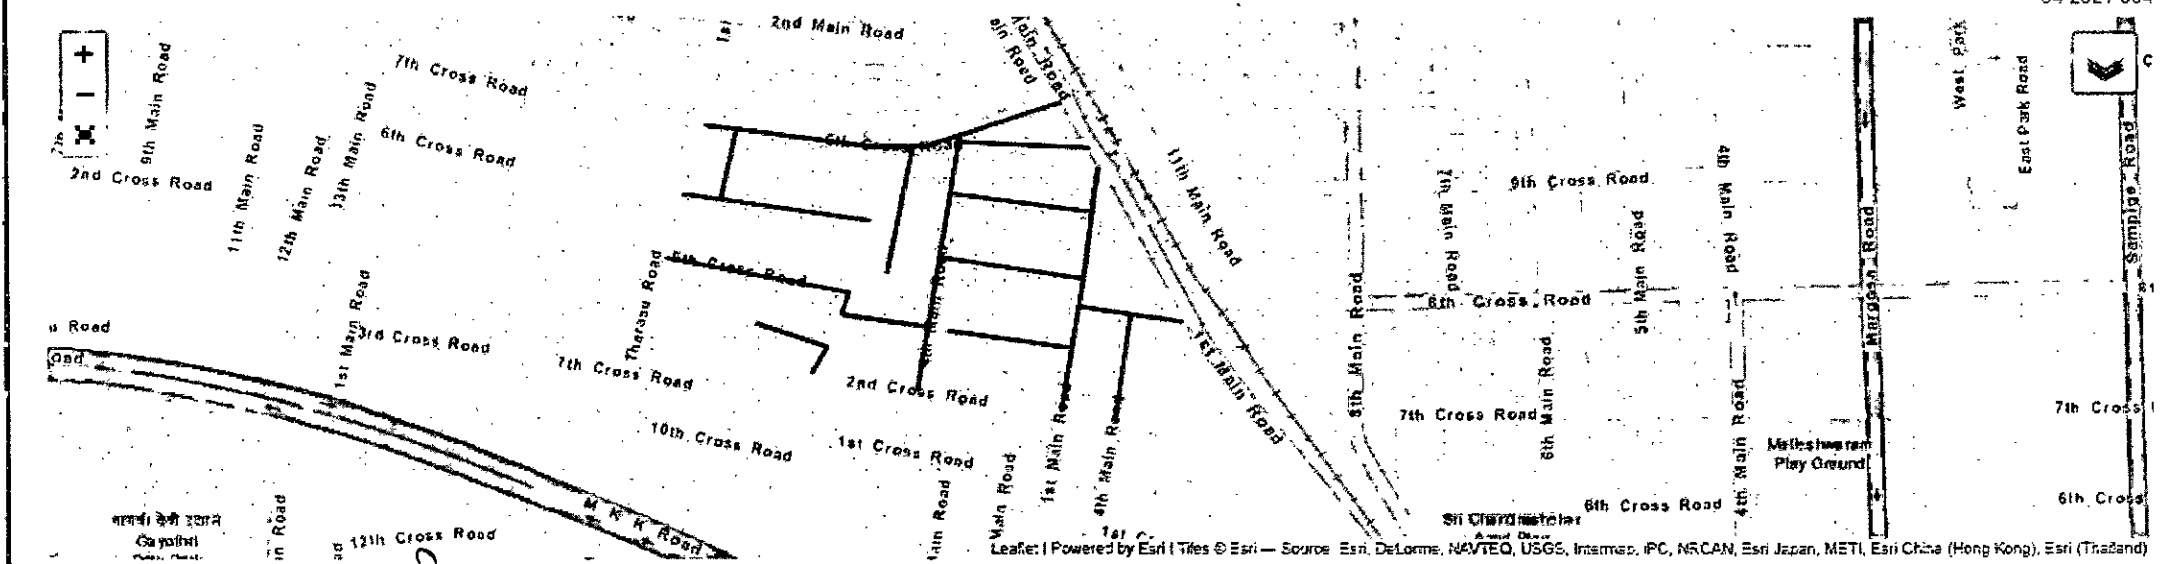 2nd Main Road
7th Cross Road
9th Main Road
6th Cross Road
13th Main Road
2nd Cross Road
11th Main Road
12th Main Road
6th Cross Road
11th Main Road
9th Cross Road
7th Main Road
4th Main Road
5th Main Road
West Park
East Park Road
Sampige Road
Margosa Road
Tharasu Road
5th Cross Road
1st Main Road
3rd Cross Road
7th Cross Road
2nd Cross Road
10th Cross Road
1st Cross Road
1st Main Road
4th Main Road
1st Main Road
8th Main Road
8th Cross Road
7th Cross Road
6th Main Road
4th Main Road
Malleshwaram
Play Ground
7th Cross
6th Cross Road
6th Cross
M K K Road
12th Cross Road
Main Road
Leaflet | Powered by Esri | Tiles © Esri — Source: Esri, DeLorme, NAVTEQ, USGS, Intermap, iPC, NRCAN, Esri Japan, METI, Esri China (Hong Kong), Esri (Thailand)